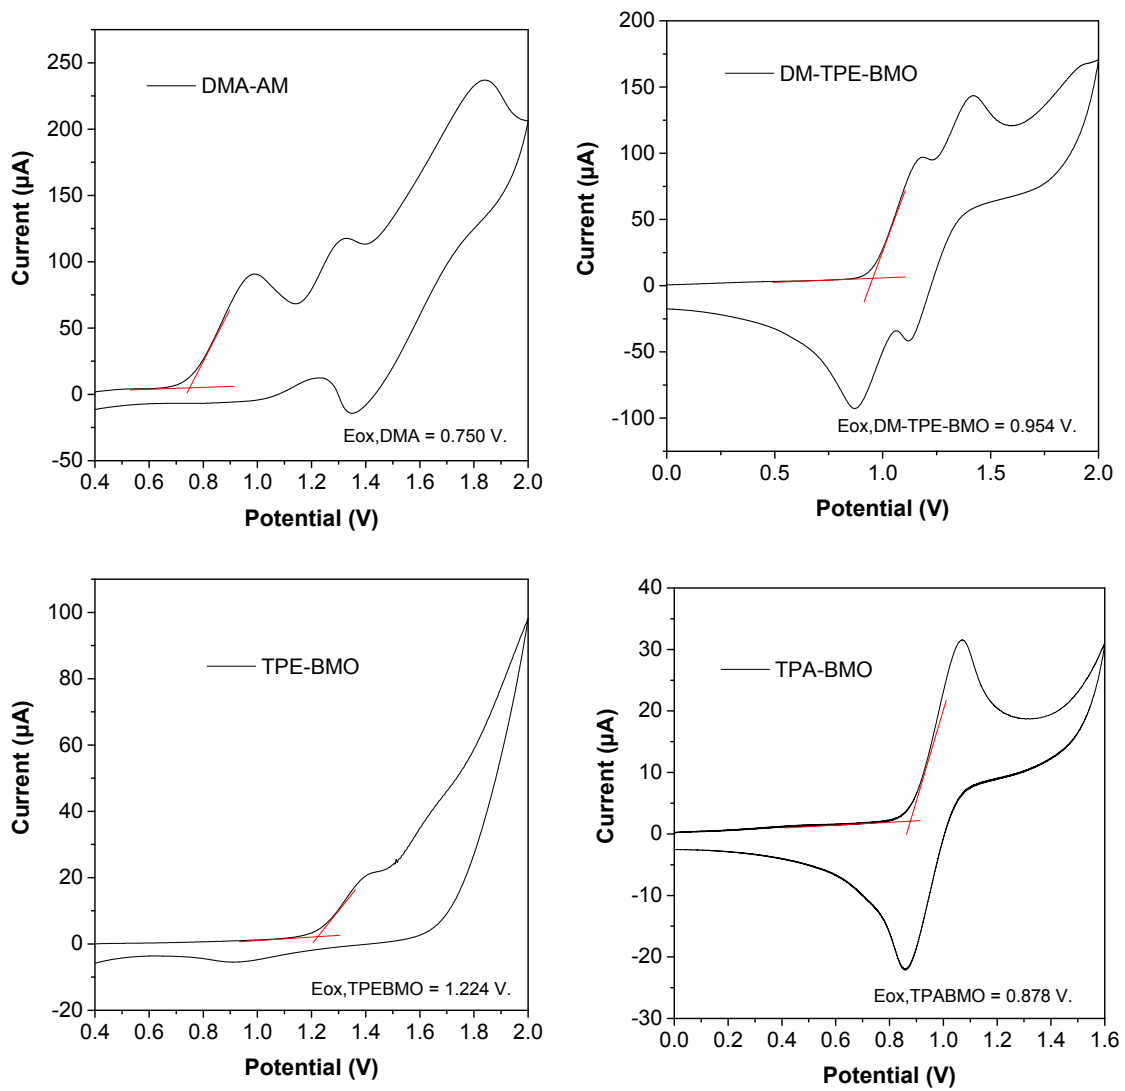 DMA-AM
250
200
150
100
50
0
-50
0.4 0.6 0.8 1.0 1.2 1.4 1.6 1.8 2.0
Current (µA)
Potential (V)
Eox,DMA = 0.750 V.
DM-TPE-BMO
200
150
100
50
0
-50
-100
0.0 0.5 1.0 1.5 2.0
Current (µA)
Potential (V)
Eox,DM-TPE-BMO = 0.954 V.
TPE-BMO
100
80
60
40
20
0
-20
0.4 0.6 0.8 1.0 1.2 1.4 1.6 1.8 2.0
Current (µA)
Potential (V)
Eox,TPEBMO = 1.224 V.
TPA-BMO
40
30
20
10
0
-10
-20
-30
0.0 0.2 0.4 0.6 0.8 1.0 1.2 1.4 1.6
Current (µA)
Potential (V)
Eox,TPABMO = 0.878 V.